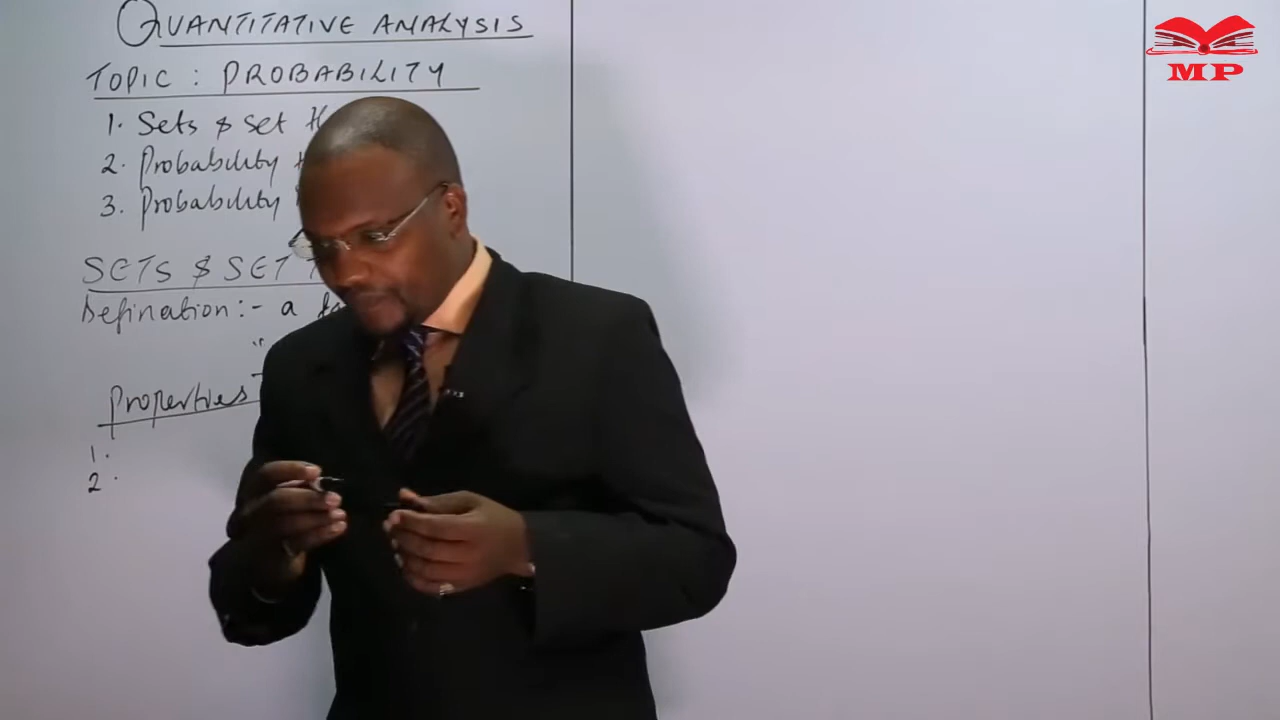 QUANTITATIVE ANALYSIS
TOPIC : PROBABILITY
1. Sets & set
2. Probability
3. Probability
SETS & SET
Defination:- a
Properties
1.
2.
MP